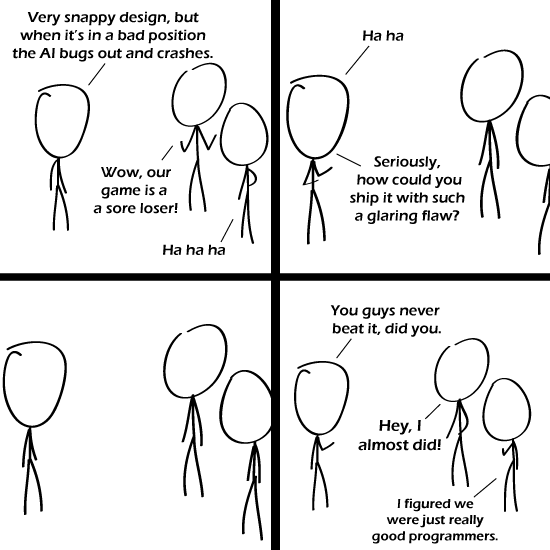 Very snappy design, but
when it's in a bad position
the AI bugs out and crashes.
Wow, our
game is a
a sore loser!
Ha ha ha
Ha ha
Seriously,
how could you
ship it with such
a glaring flaw?
You guys never
beat it, did you.
Hey, I
almost did!
I figured we
were just really
good programmers.